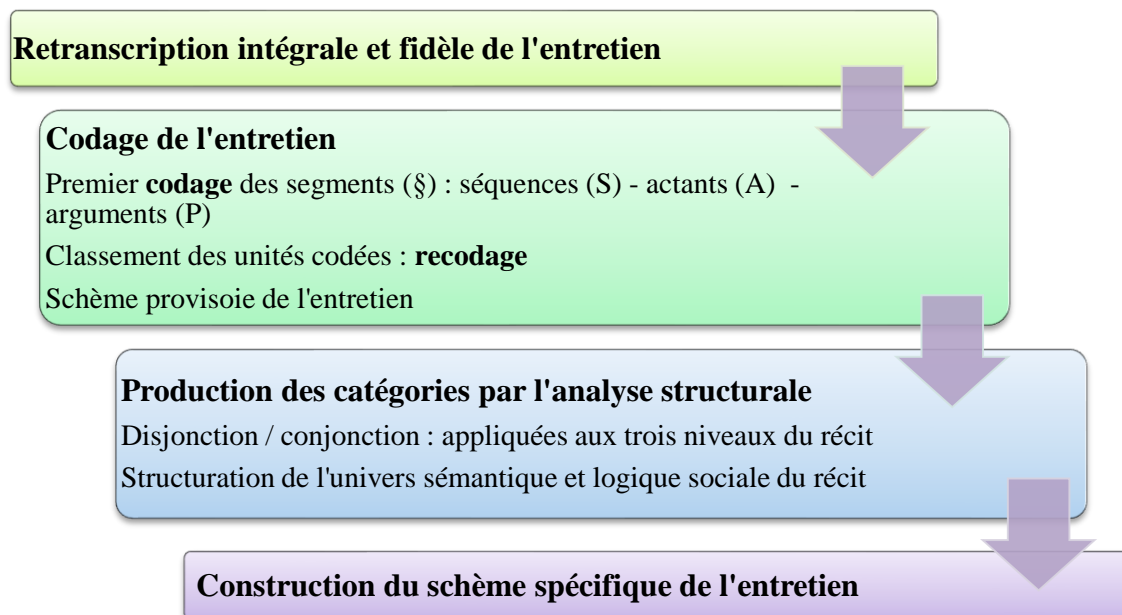 Retranscription intégrale et fidèle de l'entretien
Codage de l'entretien
Premier codage des segments (§) : séquences (S) - actants (A) -
arguments (P)
Classement des unités codées : recodage
Schème provisoie de l'entretien
Production des catégories par l'analyse structurale
Disjonction / conjonction : appliquées aux trois niveaux du récit
Structuration de l'univers sémantique et logique sociale du récit
Construction du schème spécifique de l'entretien